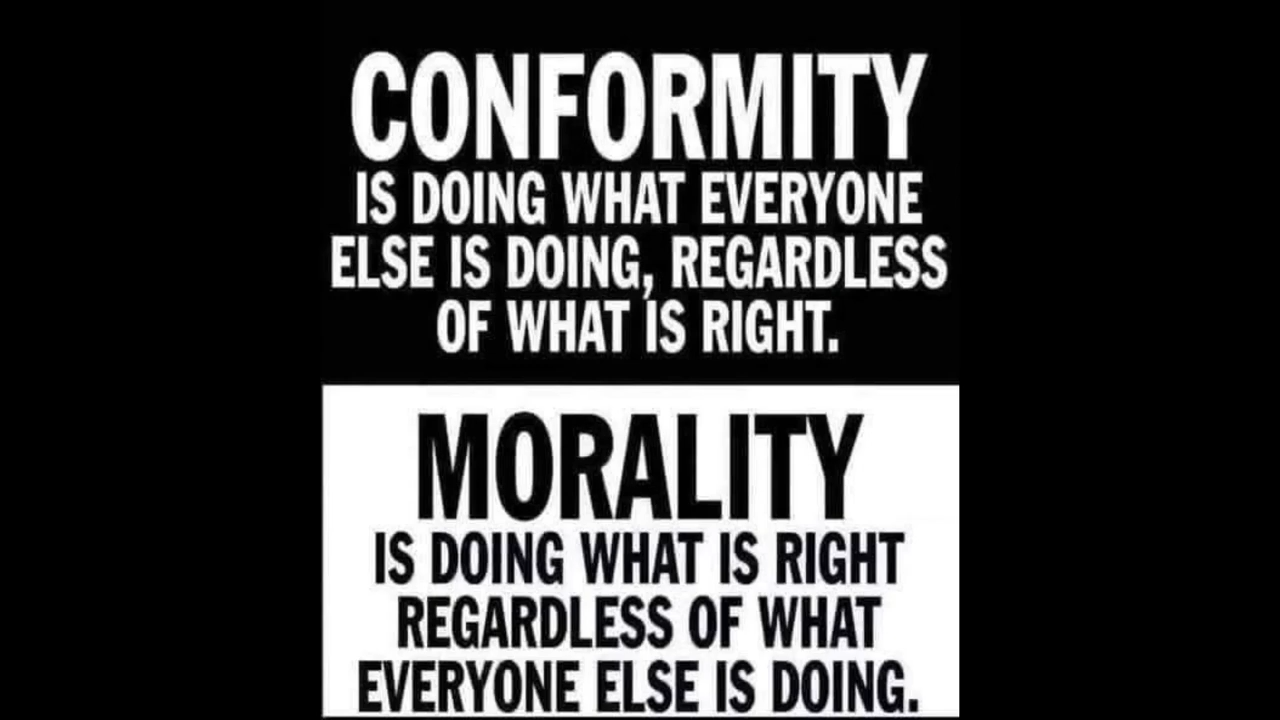 CONFORMITY
IS DOING WHAT EVERYONE
ELSE IS DOING, REGARDLESS
OF WHAT IS RIGHT.
MORALITY
IS DOING WHAT IS RIGHT
REGARDLESS OF WHAT
EVERYONE ELSE IS DOING.